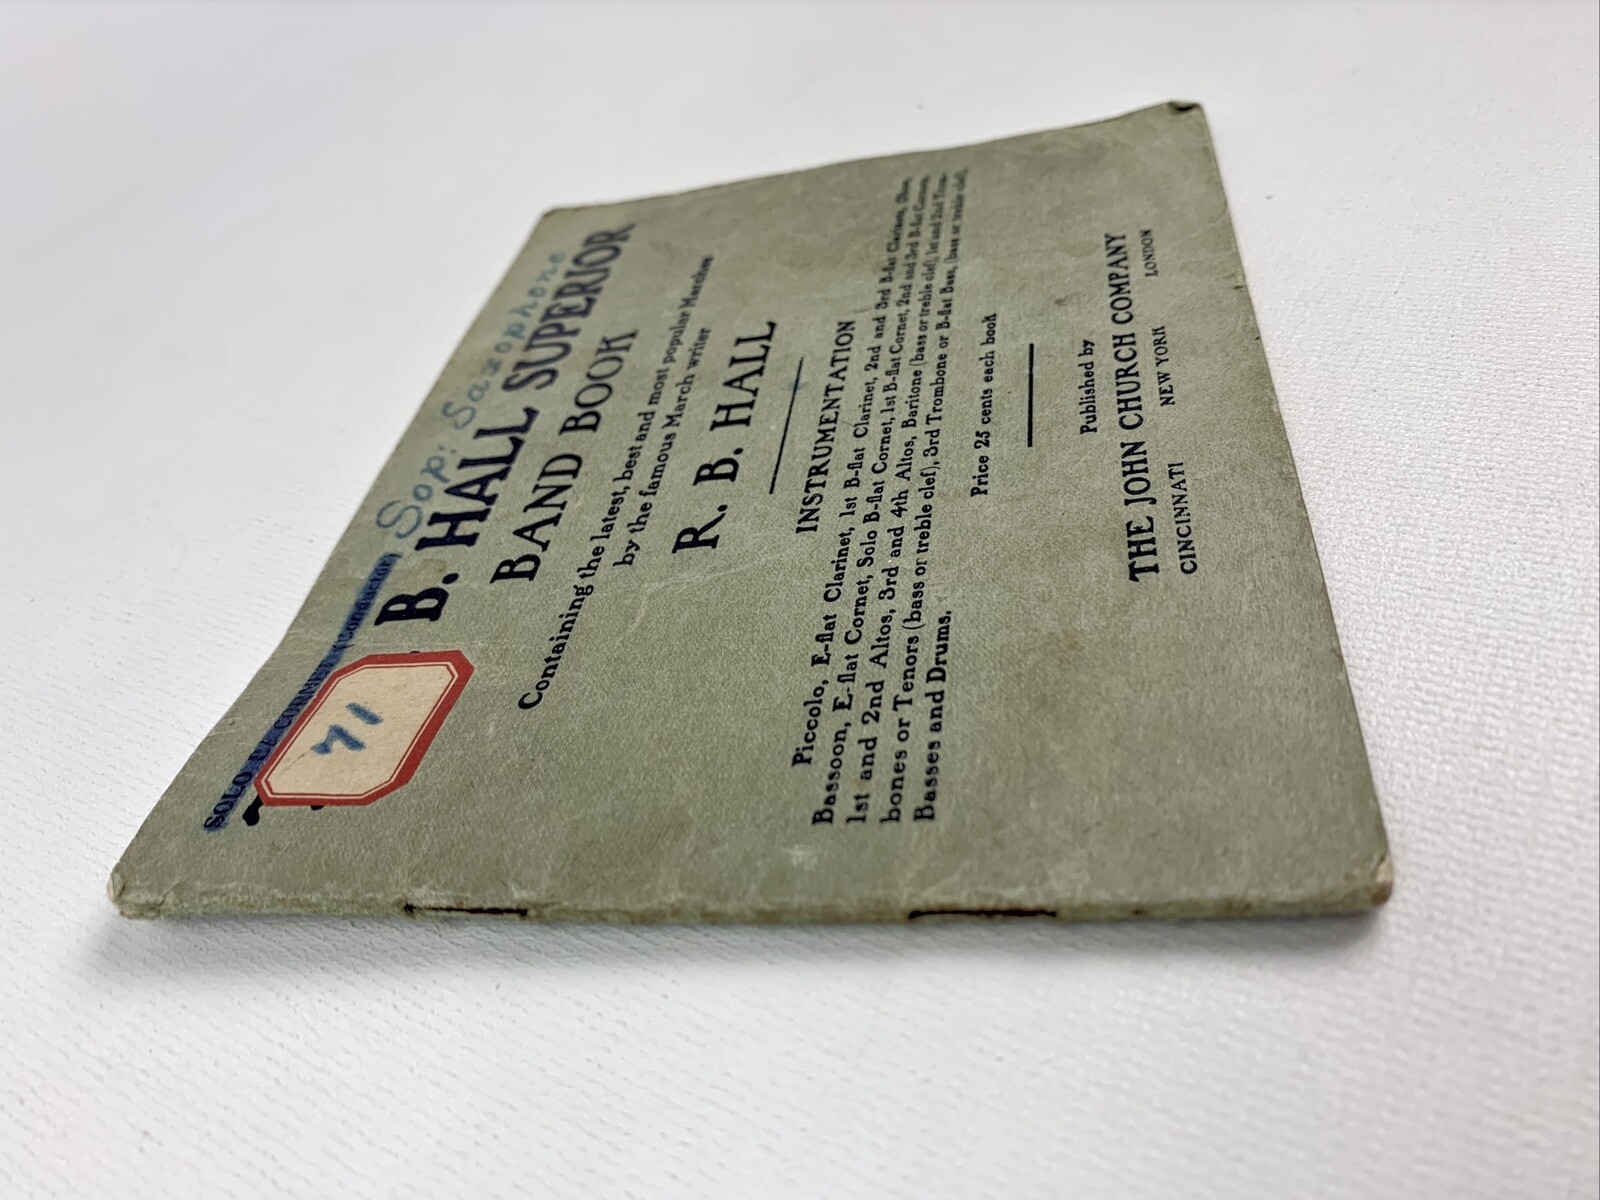 SOLO B♭ CORNET (Conductor) Sop: Saxophone
71
B. HALL SUPERIOR
BAND BOOK
Containing the latest, best and most popular Marches
by the famous March writer
R. B. HALL
INSTRUMENTATION
Piccolo, E-flat Clarinet, 1st B-flat Clarinet, 2nd and 3rd B-flat Clarinets, Oboe,
Bassoon, E-flat Cornet, Solo B-flat Cornet, 1st B-flat Cornet, 2nd and 3rd B-flat Cornets,
1st and 2nd Altos, 3rd and 4th Altos, Baritone (bass or treble clef), 1st and 2nd Trom-
bones or Tenors (bass or treble clef), 3rd Trombone or B-flat Bass, (bass or treble clef),
Basses and Drums.
Price 25 cents each book
Published by
THE JOHN CHURCH COMPANY
CINCINNATI NEW YORK LONDON